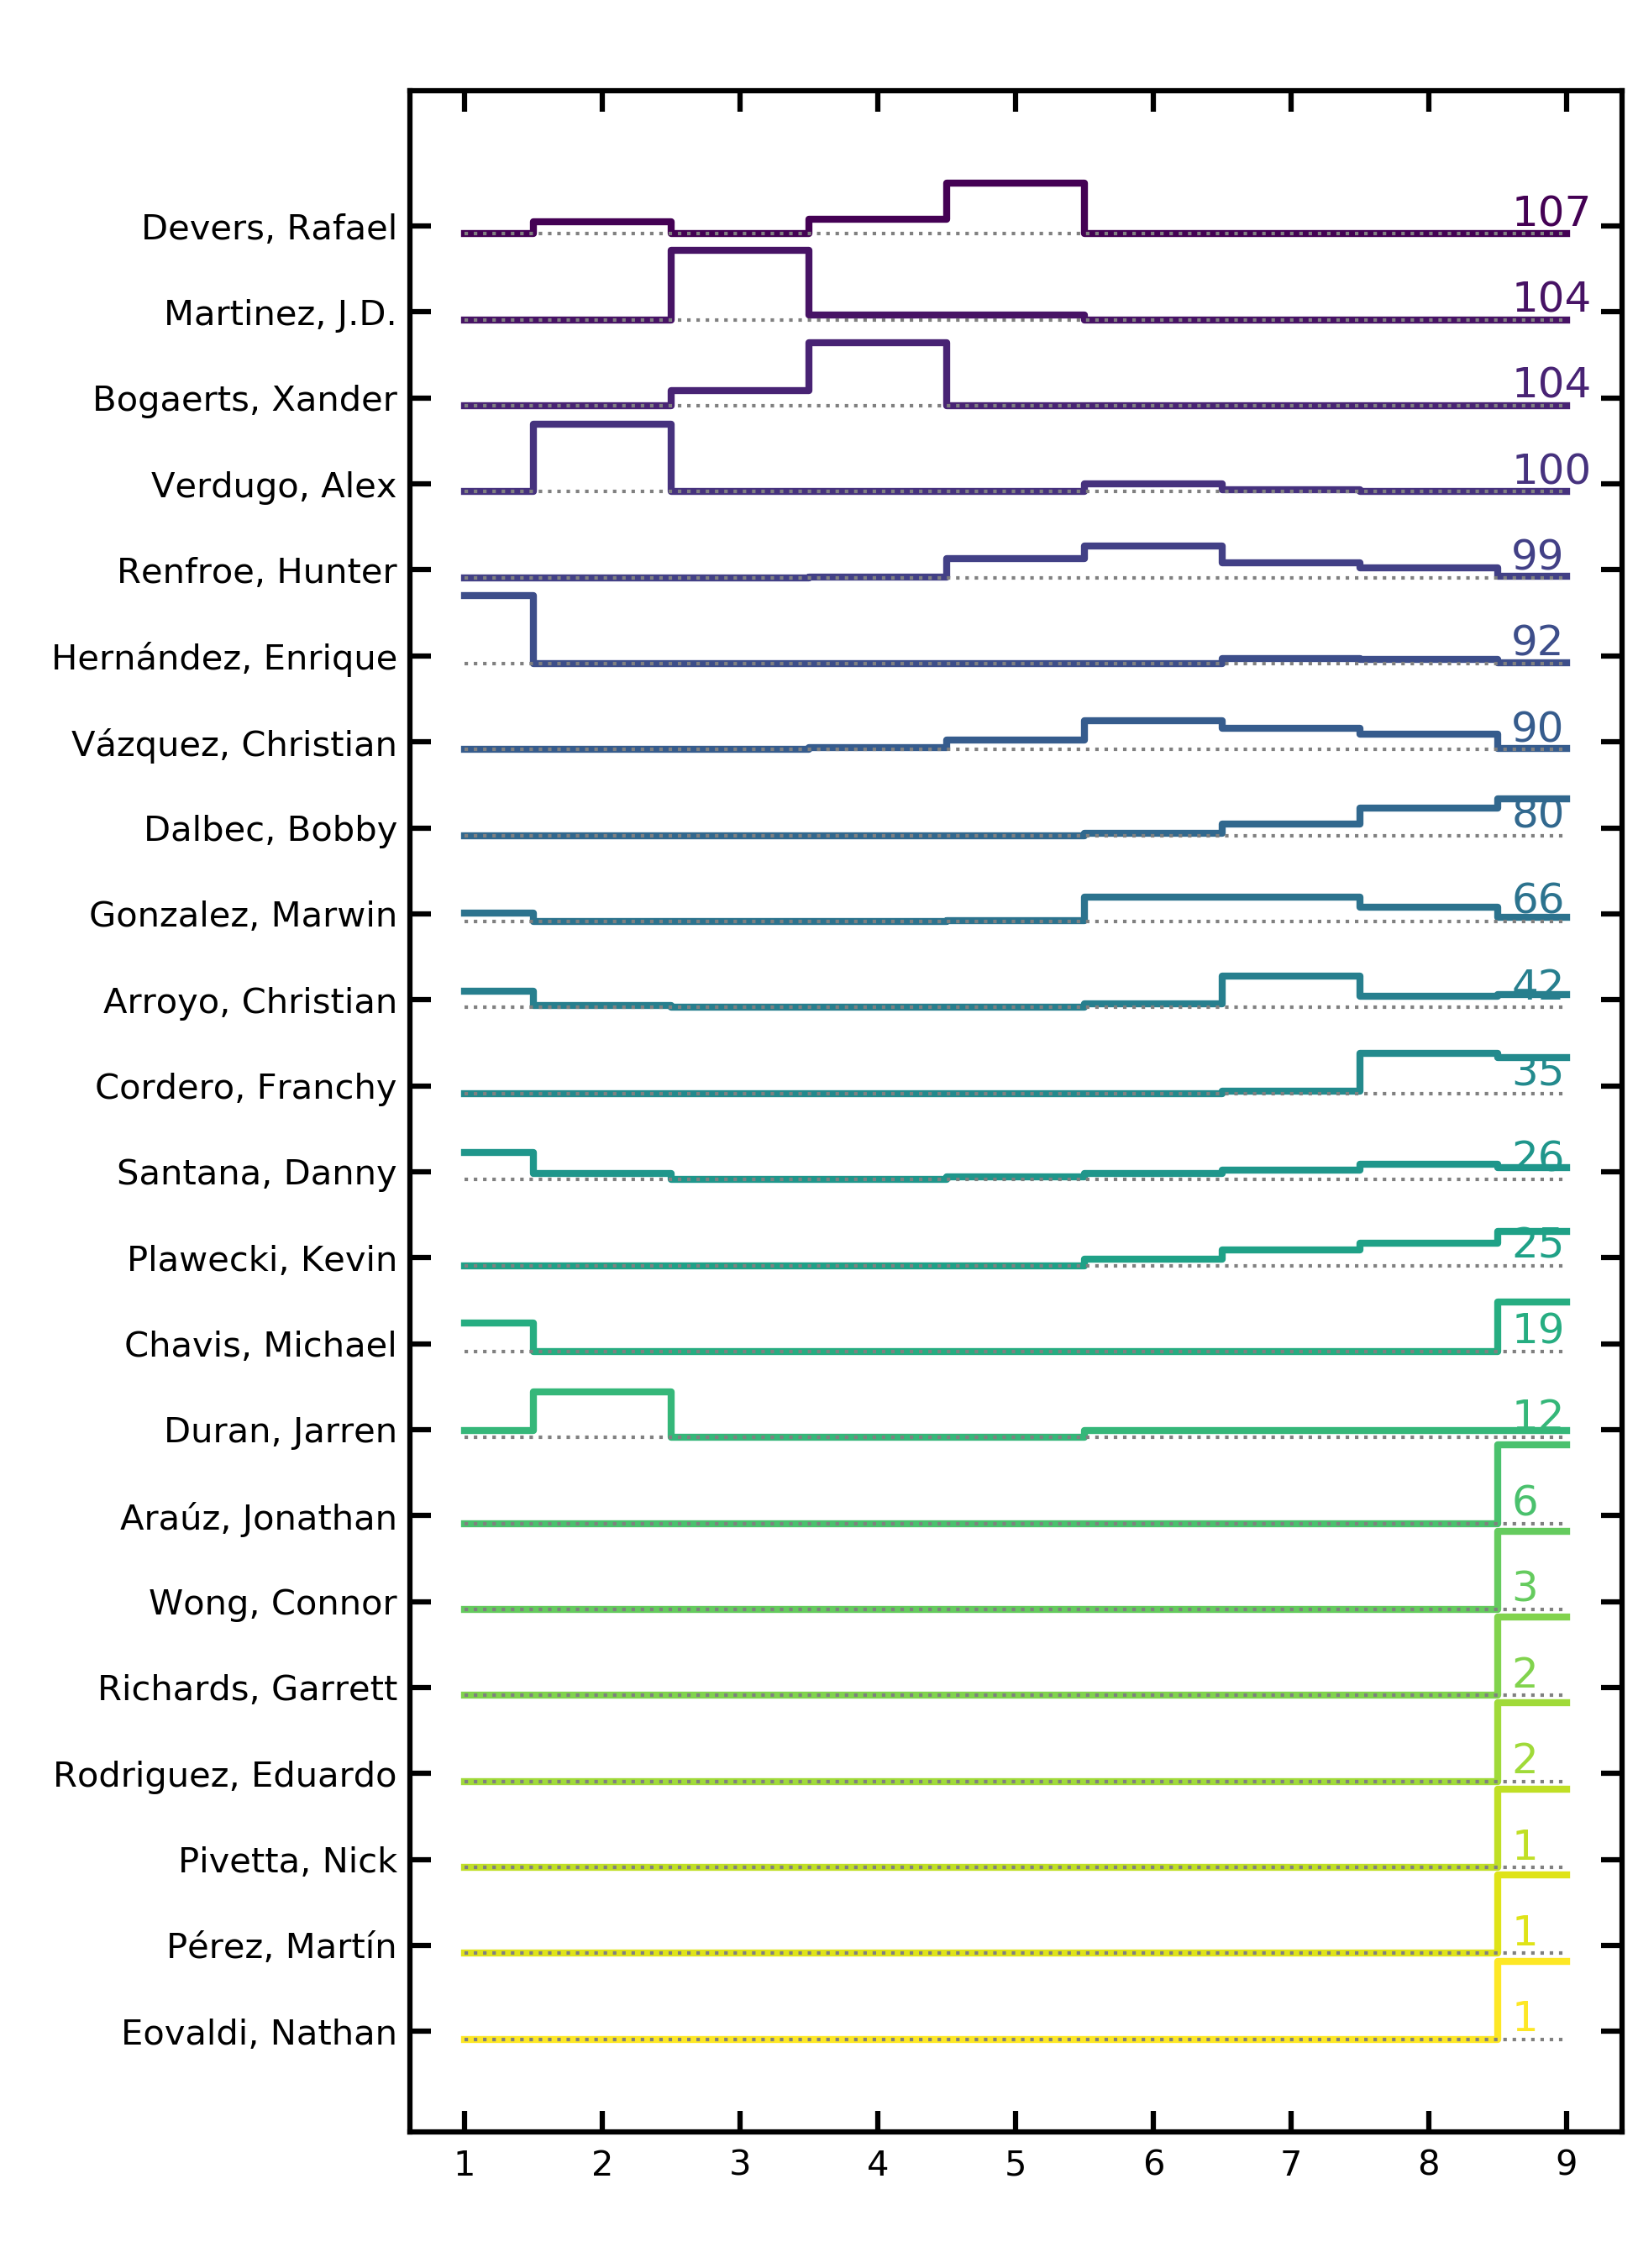 Devers, Rafael 107
Martinez, J.D. 104
Bogaerts, Xander 104
Verdugo, Alex 100
Renfroe, Hunter 99
Hernández, Enrique 92
Vázquez, Christian 90
Dalbec, Bobby 80
Gonzalez, Marwin 66
Arroyo, Christian 42
Cordero, Franchy 35
Santana, Danny 26
Plawecki, Kevin 25
Chavis, Michael 19
Duran, Jarren 12
Araúz, Jonathan 6
Wong, Connor 3
Richards, Garrett 2
Rodriguez, Eduardo 2
Pivetta, Nick 1
Pérez, Martín 1
Eovaldi, Nathan 1
1 2 3 4 5 6 7 8 9